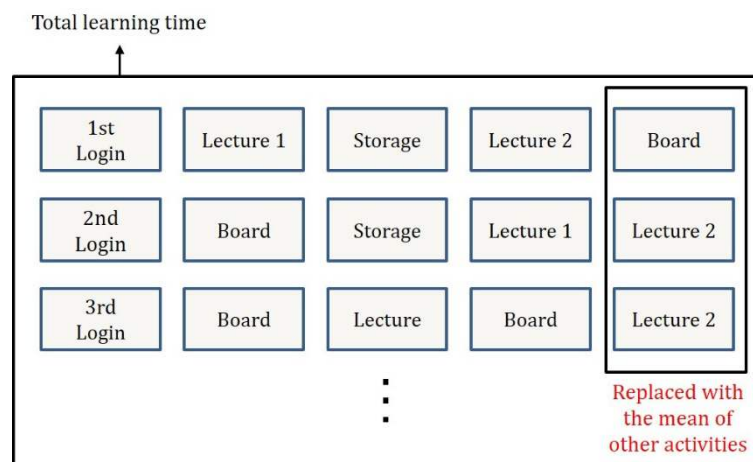 Total learning time
1st
Login
Lecture 1
Storage
Lecture 2
Board
2nd
Login
Board
Storage
Lecture 1
Lecture 2
3rd
Login
Board
Lecture
Board
Lecture 2
Replaced with
the mean of
other activities